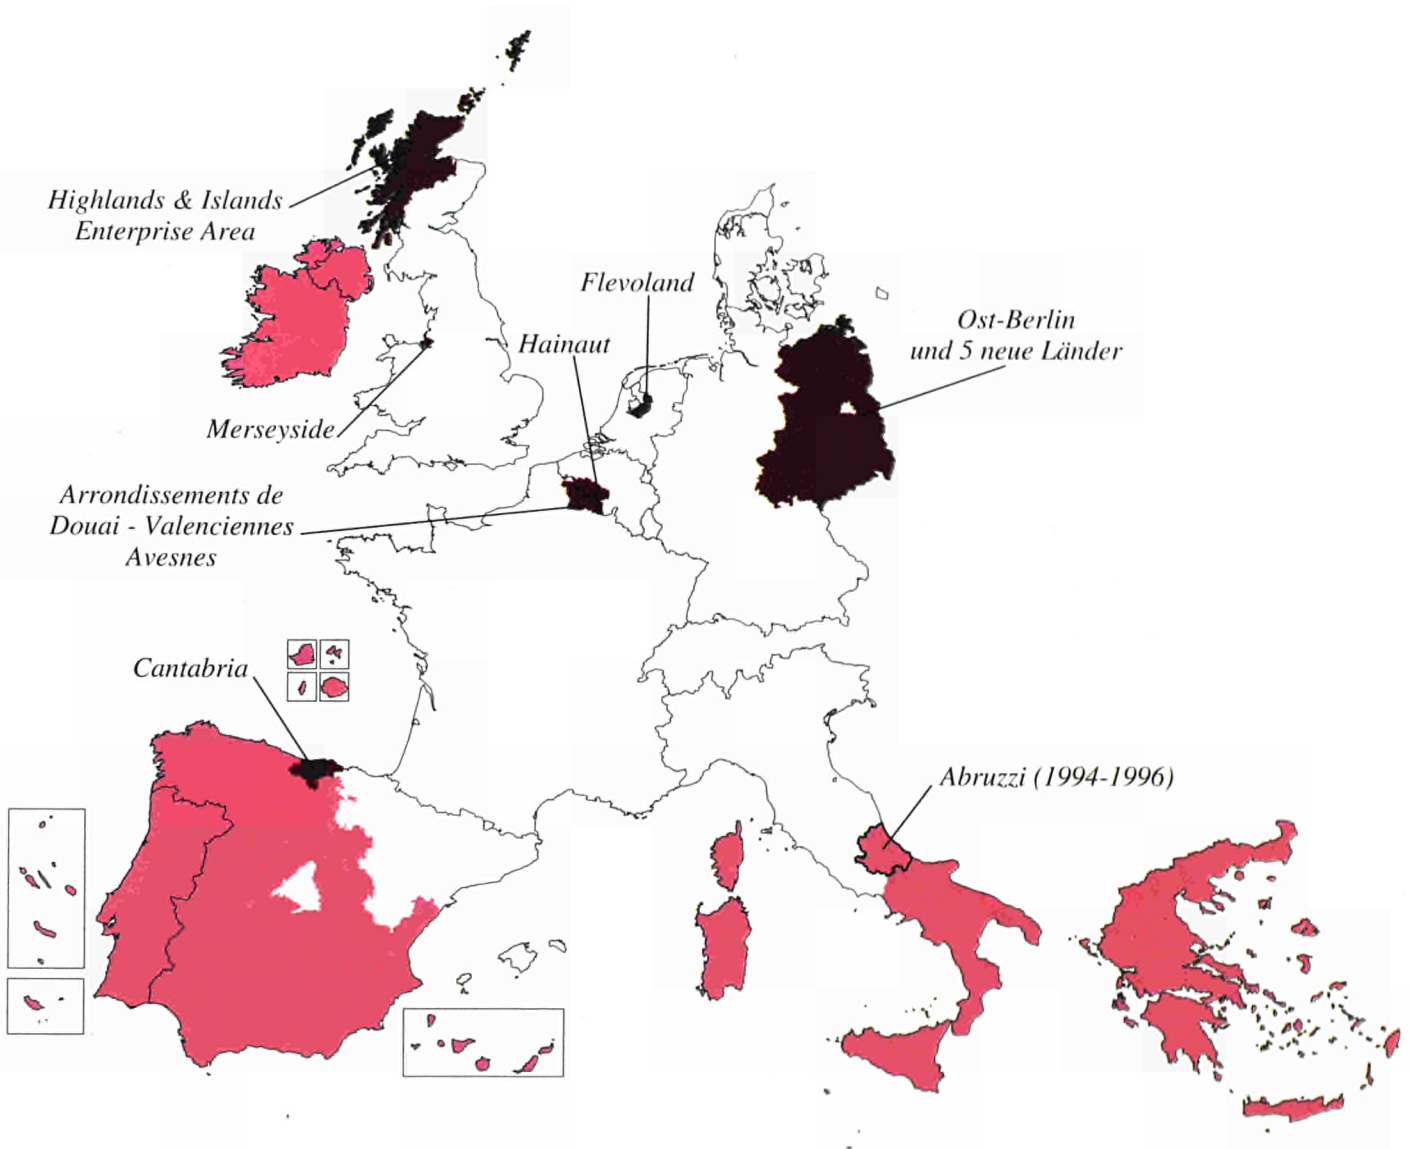 Highlands & Islands
Enterprise Area
Flevoland
Hainaut
Ost-Berlin
und 5 neue Länder
Merseyside
Arrondissements de
Douai - Valenciennes
Avesnes
Cantabria
Abruzzi (1994-1996)